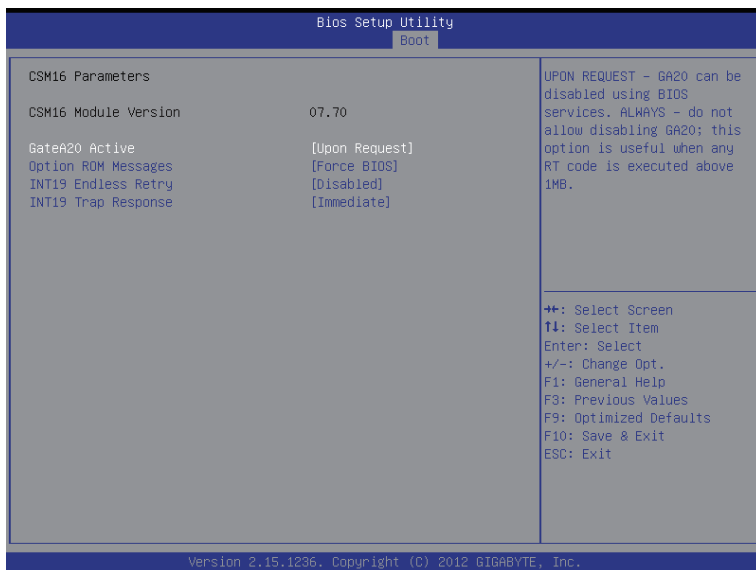 Bios Setup Utility
Boot
CSM16 Parameters
CSM16 Module Version 07.70
GateA20 Active [Upon Request]
Option ROM Messages [Force BIOS]
INT19 Endless Retry [Disabled]
INT19 Trap Response [Immediate]
UPON REQUEST - GA20 can be
disabled using BIOS
services. ALWAYS - do not
allow disabling GA20; this
option is useful when any
RT code is executed above
1MB.
→←: Select Screen
↑↓: Select Item
Enter: Select
+/-: Change Opt.
F1: General Help
F3: Previous Values
F9: Optimized Defaults
F10: Save & Exit
ESC: Exit
Version 2.15.1236. Copyright (C) 2012 GIGABYTE, Inc.